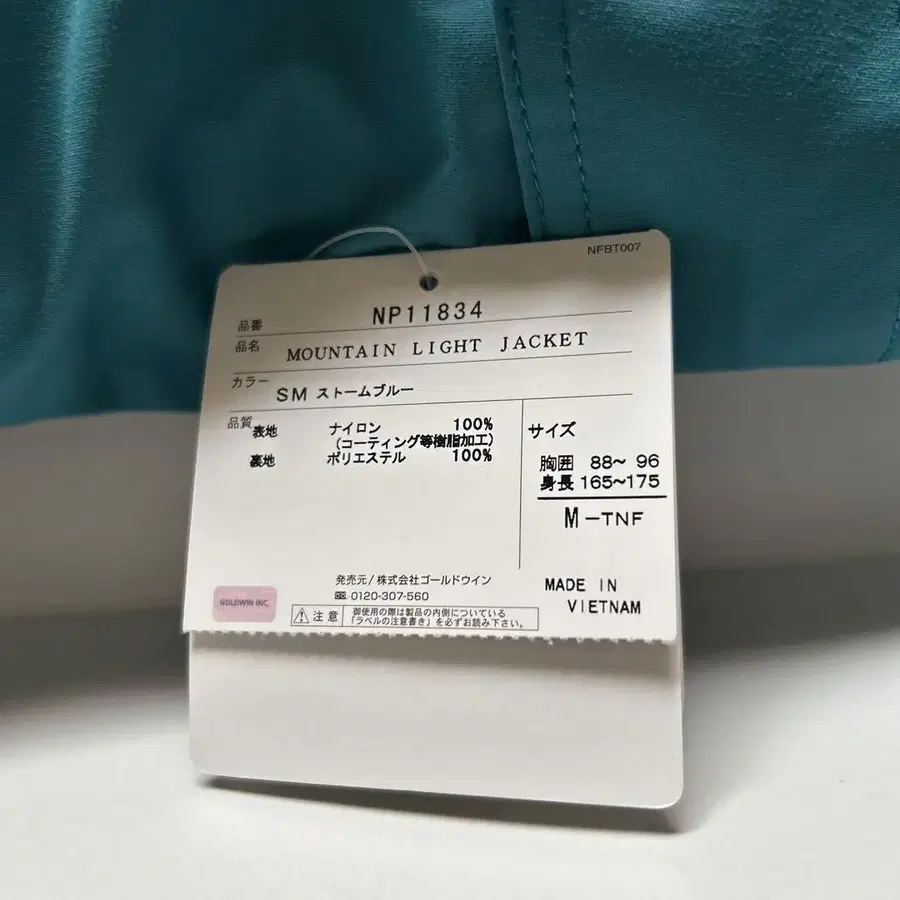 NFBT007
品番 NP11834
品名 MOUNTAIN LIGHT JACKET
カラー
SM ストームブルー
品質
表地 ナイロン 100%
(コーティング等樹脂加工)
裏地 ポリエステル 100%
サイズ
胸囲 88~ 96
身長 165~175
M-TNF
発売元/株式会社ゴールドウイン
0120-307-560
MADE IN
VIETNAM
GOLDWIN INC.
注意
御使用の際は製品の内側についている
「ラベルの注意書き」を必ずお読み下さい。